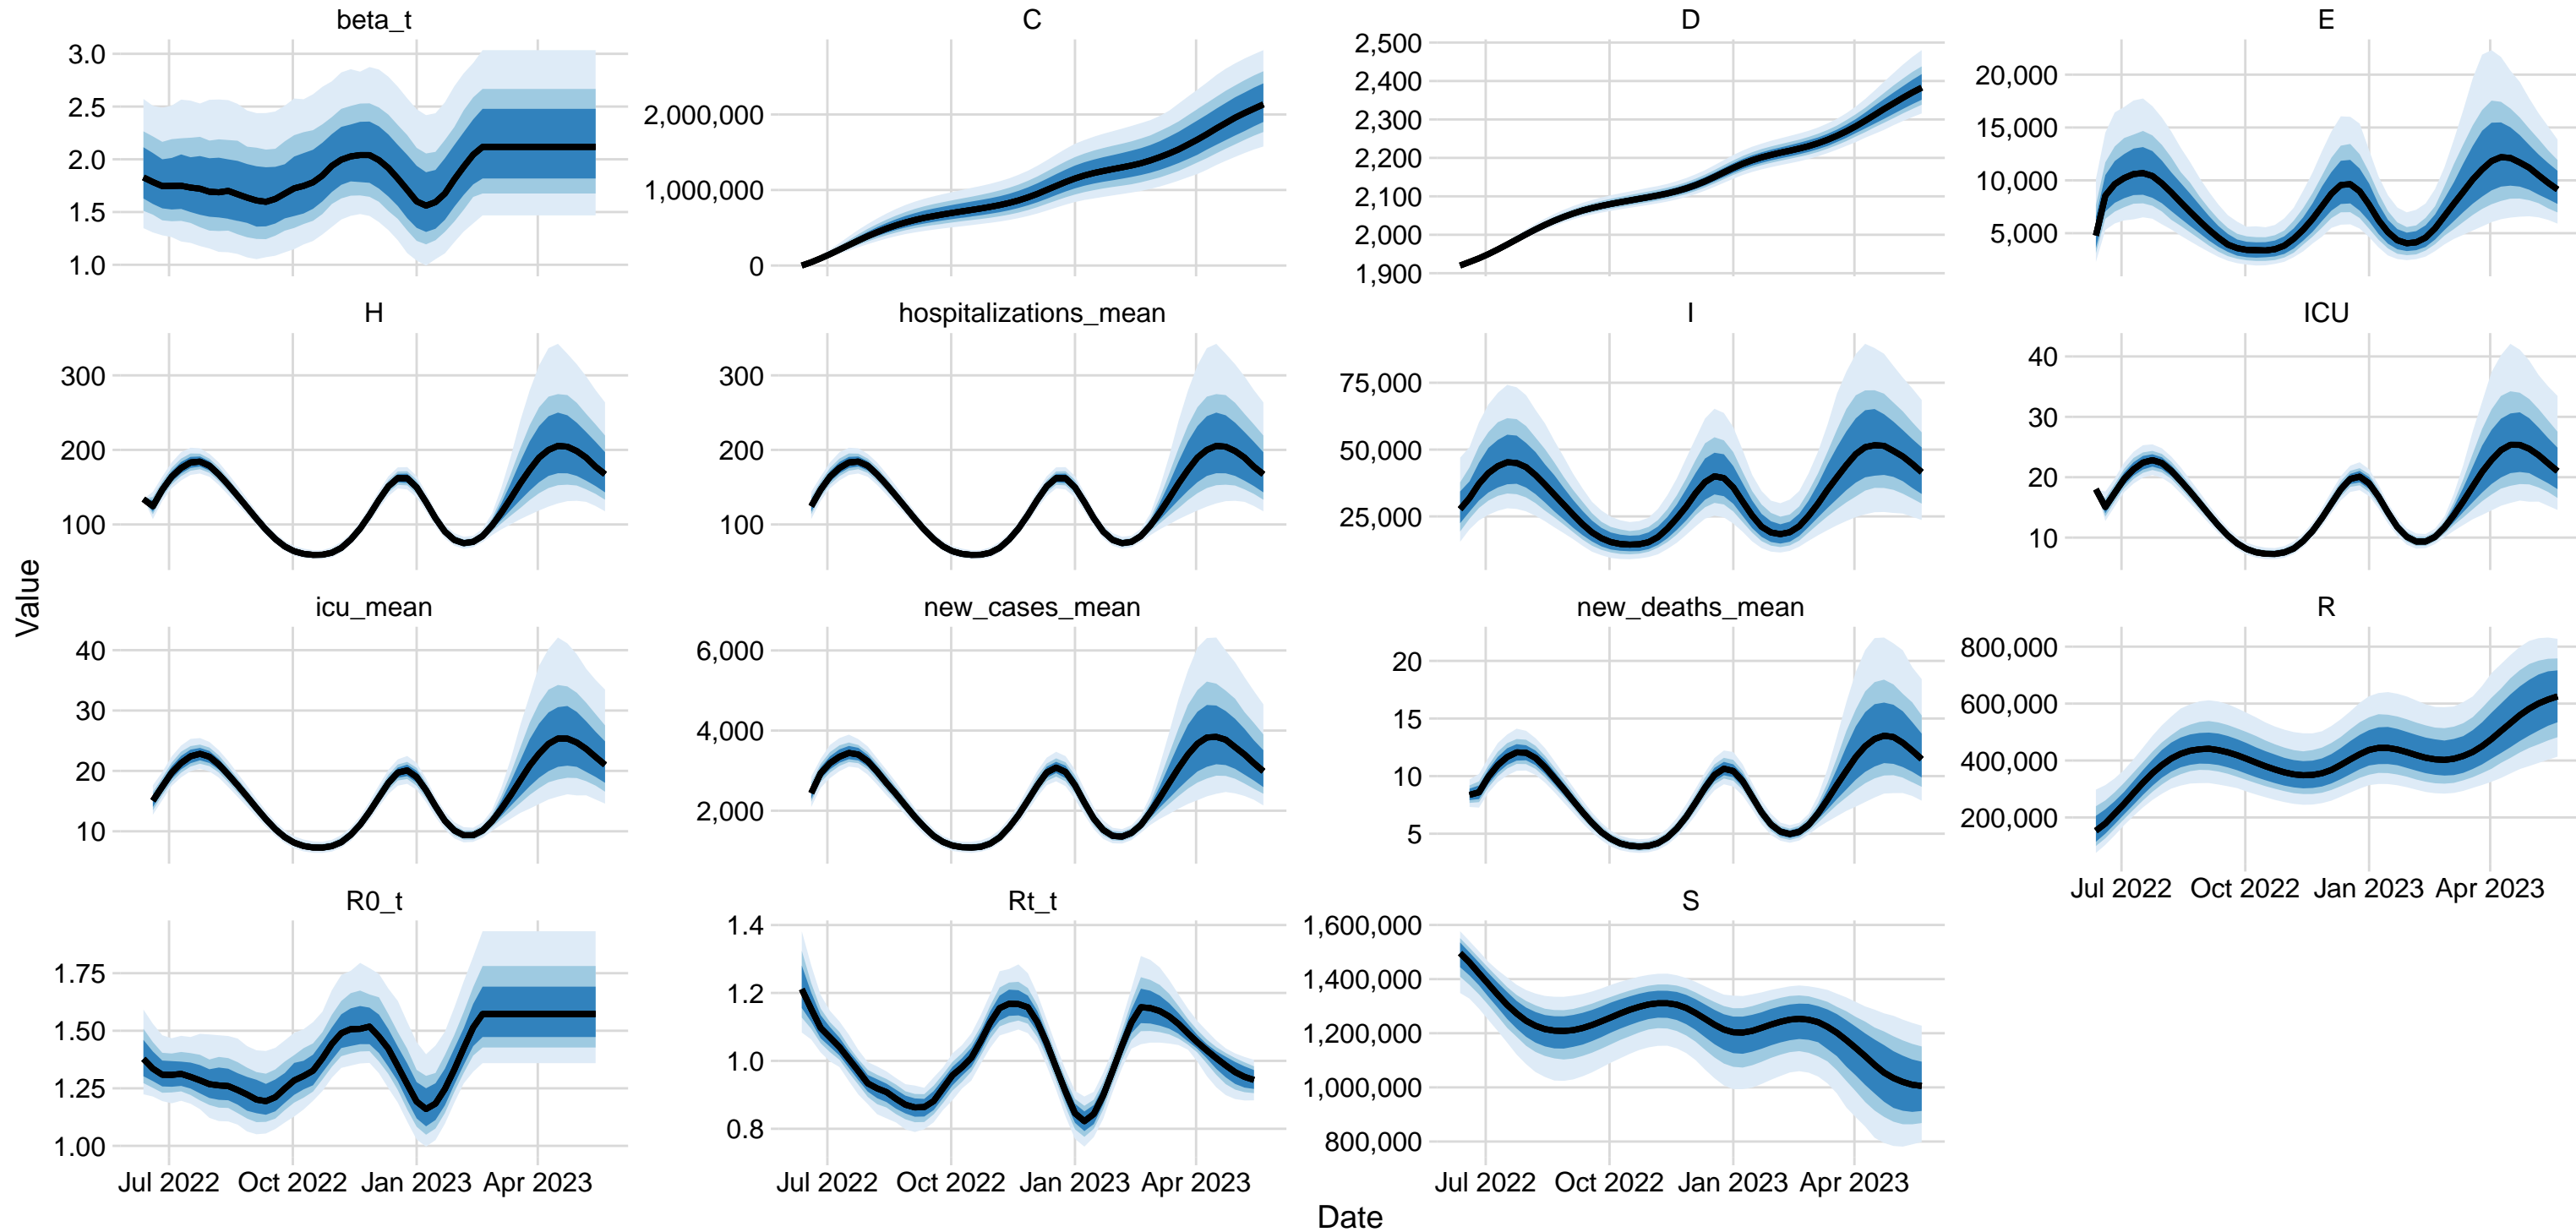 beta_t
C
D
E
3.0
2.5
2.0
1.5
1.0
2,000,000
1,000,000
0
2,500
2,400
2,300
2,200
2,100
2,000
1,900
20,000
15,000
10,000
5,000
H
hospitalizations_mean
I
ICU
300
200
100
300
200
100
75,000
50,000
25,000
40
30
20
10
Value
icu_mean
new_cases_mean
new_deaths_mean
R
40
30
20
10
6,000
4,000
2,000
20
15
10
5
800,000
600,000
400,000
200,000
Jul 2022 Oct 2022 Jan 2023 Apr 2023
R0_t
Rt_t
S
1.75
1.50
1.25
1.00
1.4
1.2
1.0
0.8
1,600,000
1,400,000
1,200,000
1,000,000
800,000
Jul 2022 Oct 2022 Jan 2023 Apr 2023
Jul 2022 Oct 2022 Jan 2023 Apr 2023
Jul 2022 Oct 2022 Jan 2023 Apr 2023
Date